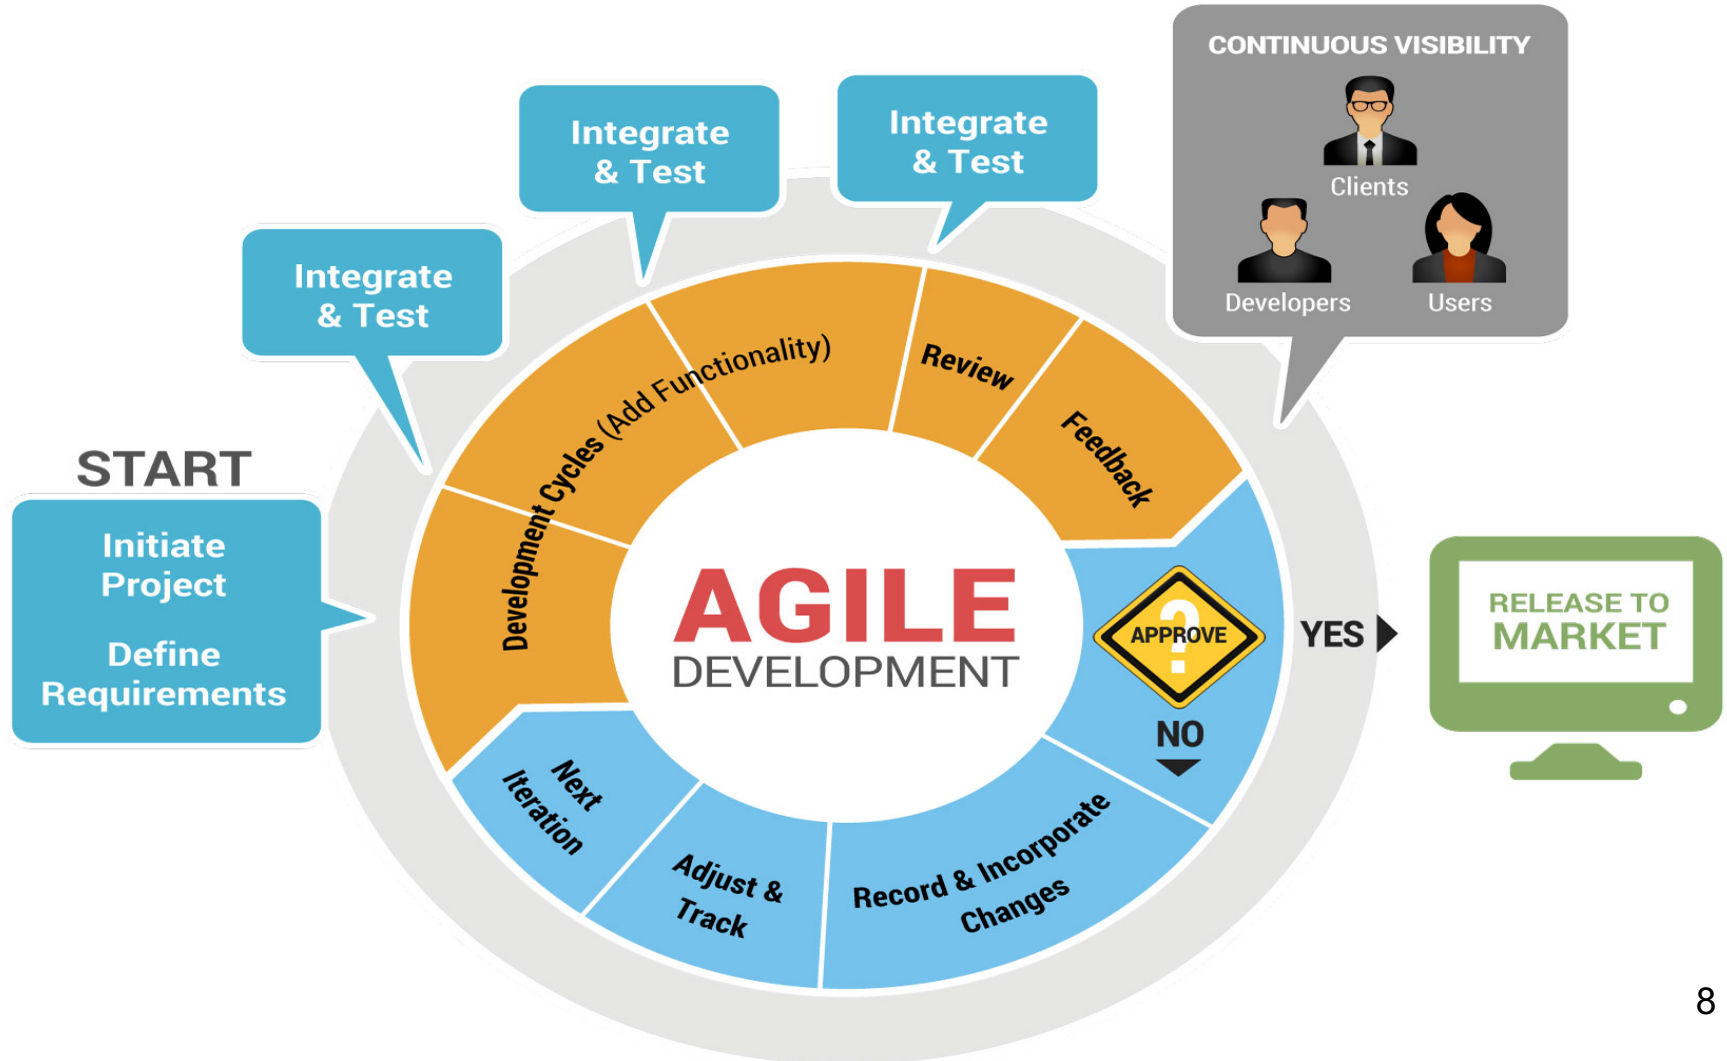 CONTINUOUS VISIBILITY
Clients
Developers
Users
Integrate
& Test
Integrate
& Test
Integrate
& Test
START
Initiate
Project
Define
Requirements
Development Cycles (Add Functionality)
Review
Feedback
AGILE
DEVELOPMENT
?
APPROVE
NO
YES
RELEASE TO
MARKET
Record & Incorporate
Changes
Adjust &
Track
Next
Iteration
8